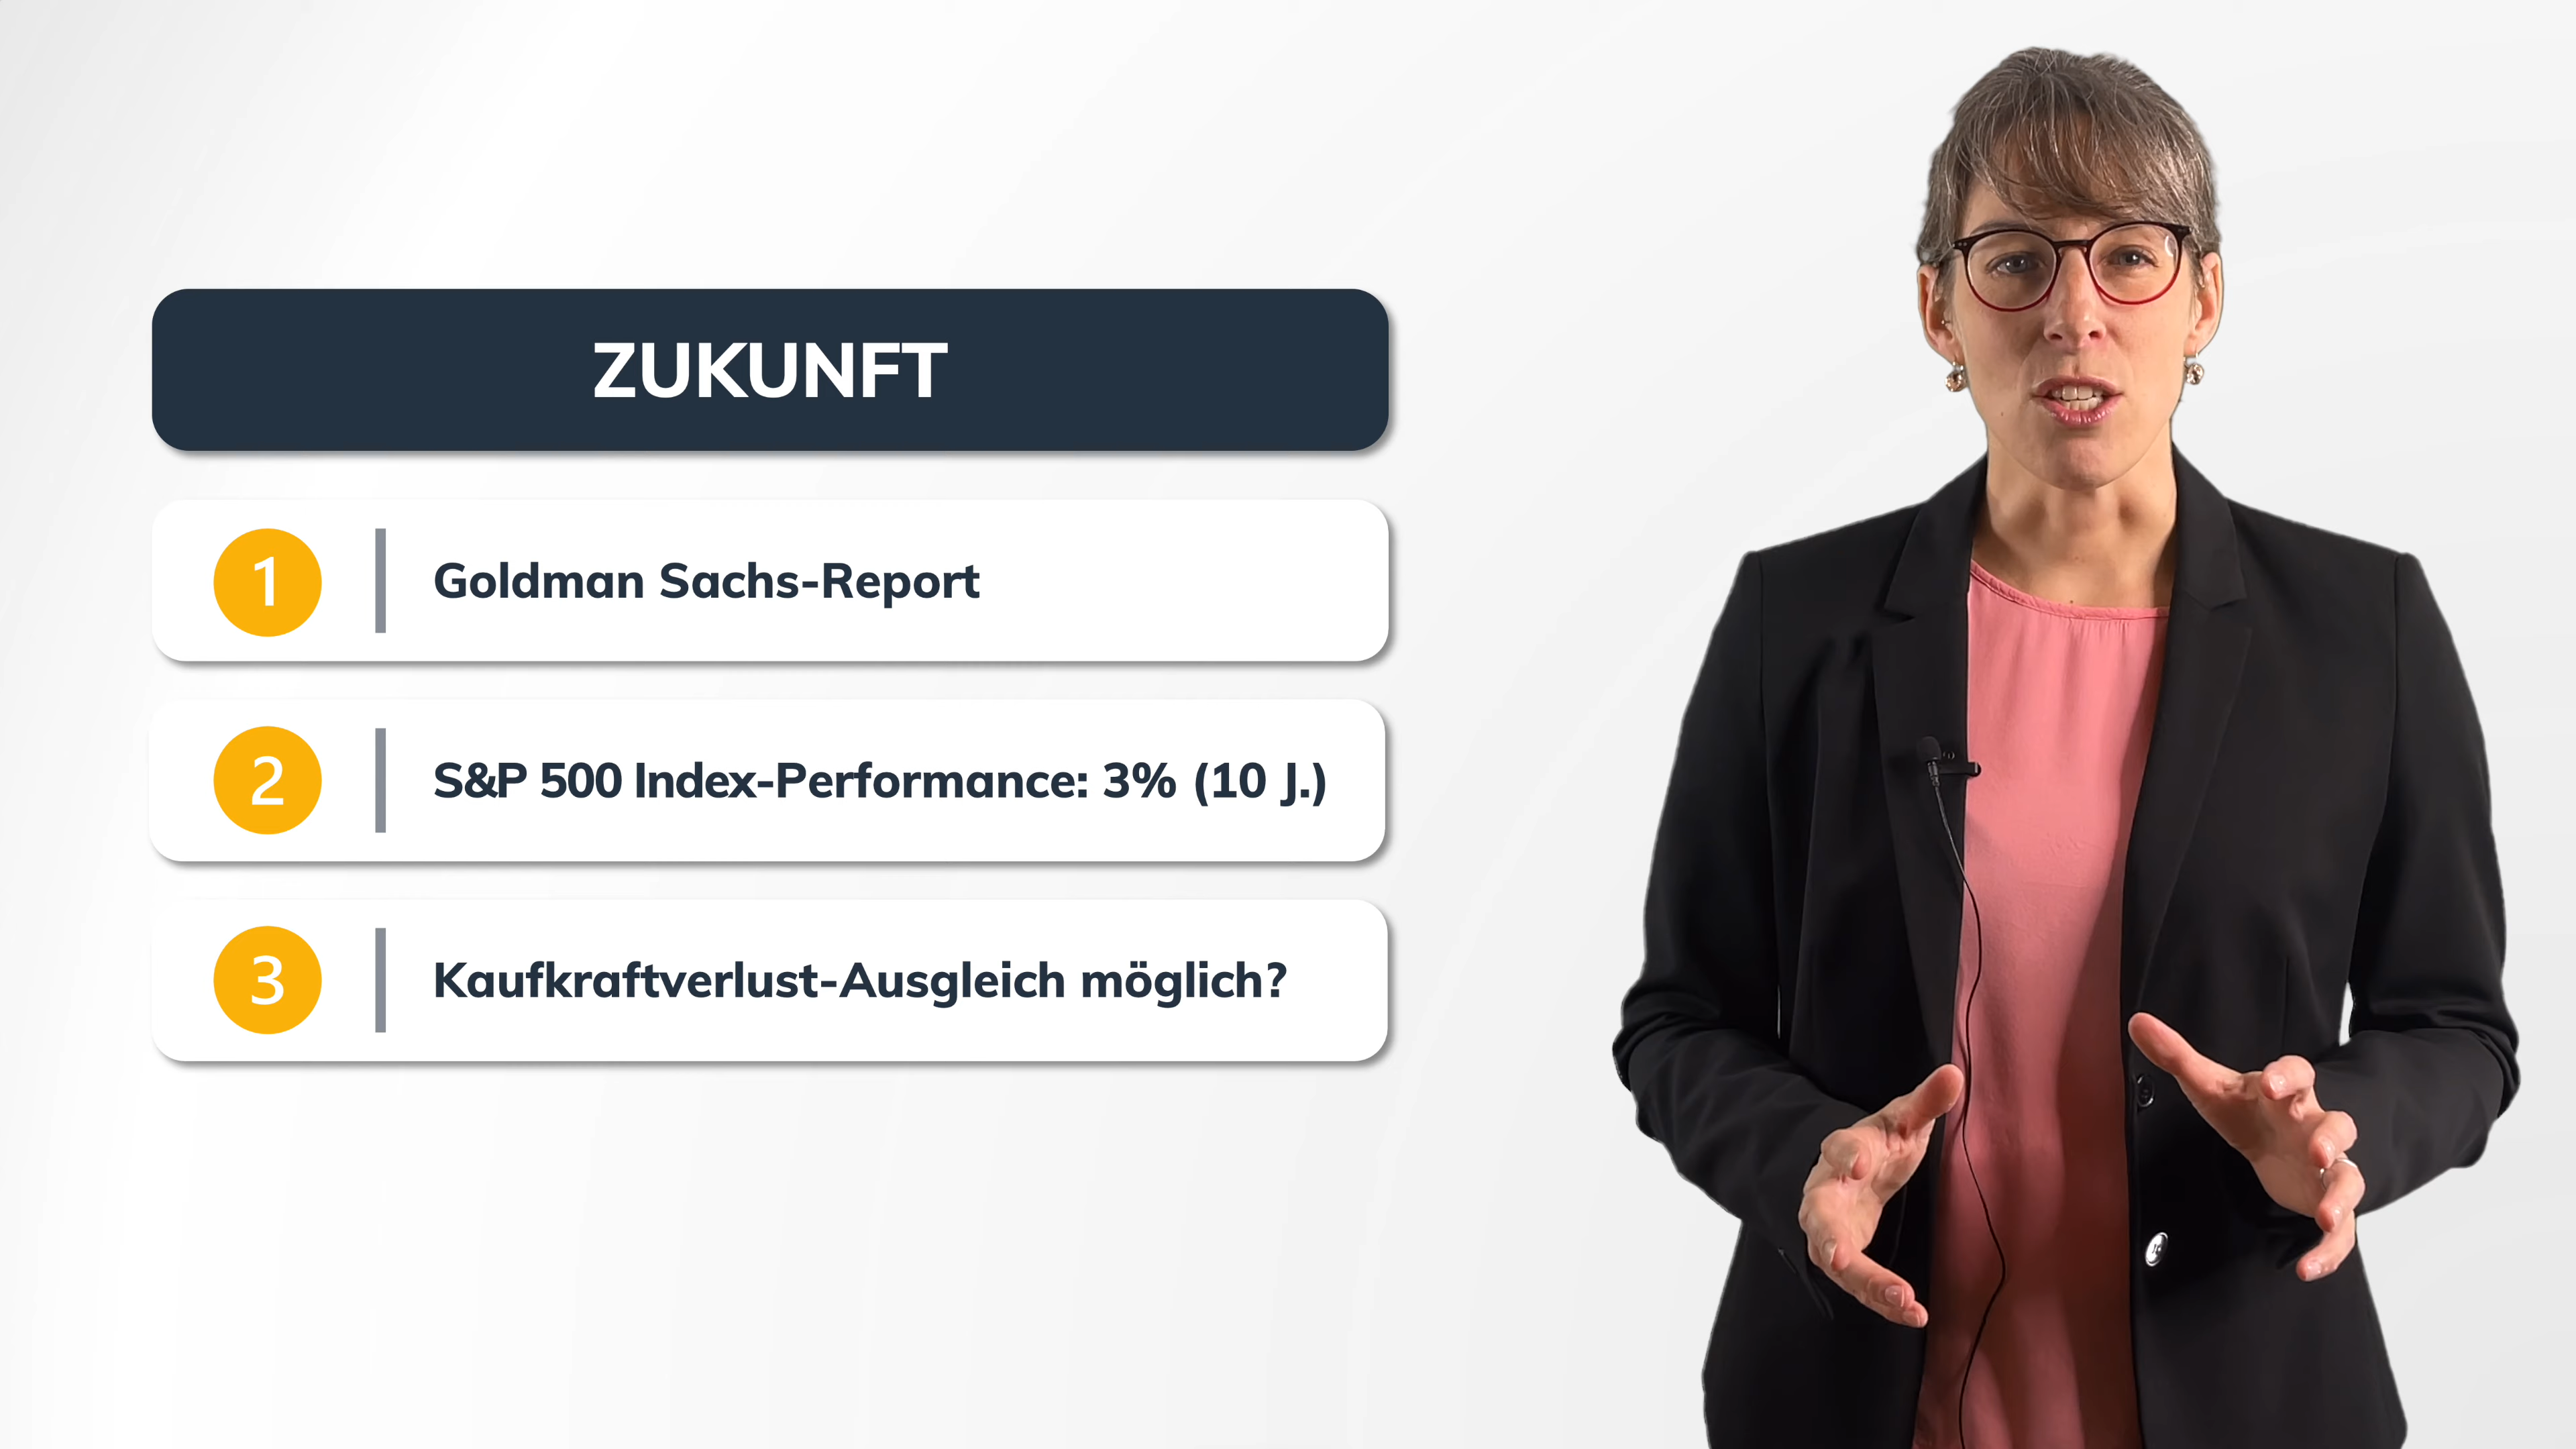 ZUKUNFT
1
Goldman Sachs-Report
2
S&P 500 Index-Performance: 3% (10 J.)
3
Kaufkraftverlust-Ausgleich möglich?